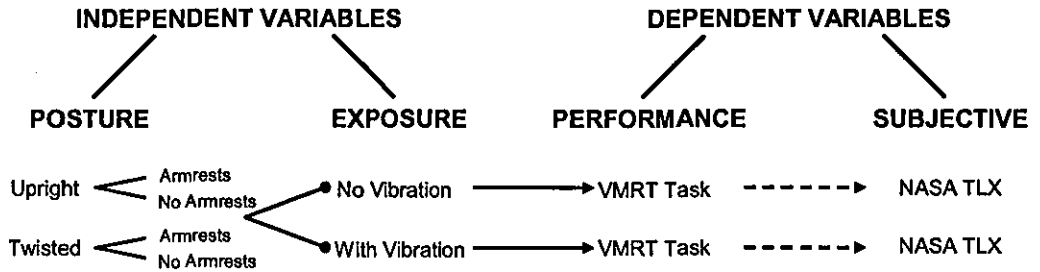 INDEPENDENT VARIABLES DEPENDENT VARIABLES
POSTURE EXPOSURE PERFORMANCE SUBJECTIVE
Armrests
Upright No Vibration VMRT Task NASA TLX
No Armrests
Armrests
Twisted With Vibration VMRT Task NASA TLX
No Armrests